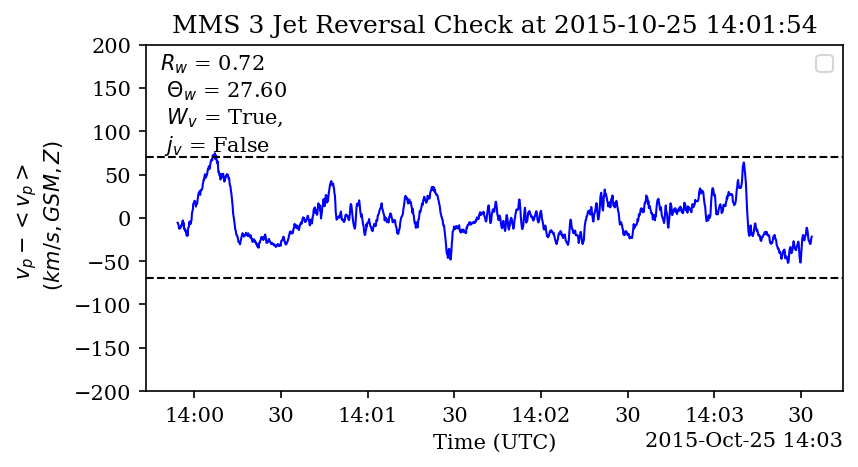 MMS 3 Jet Reversal Check at 2015-10-25 14:01:54
200
150
100
50
0
−50
−100
−150
−200
v_p − < v_p >
(km/s, GSM, Z)
R_w = 0.72
Θ_w = 27.60
W_v = True,
j_v = False
14:00 30 14:01 30 14:02 30 14:03 30
Time (UTC)
2015-Oct-25 14:03